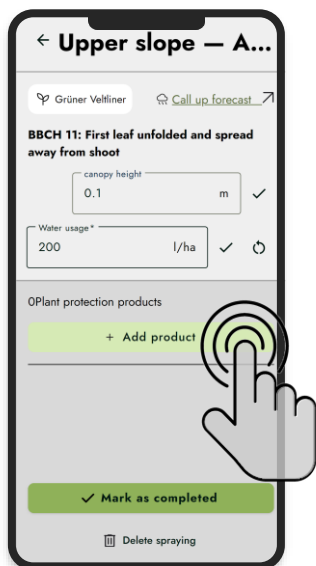 Upper slope — A...
Grüner Veltliner
Call up forecast
BBCH 11: First leaf unfolded and spread
away from shoot
canopy height
0.1 m
Water usage*
200 l/ha
0Plant protection products
+ Add product
Mark as completed
Delete spraying